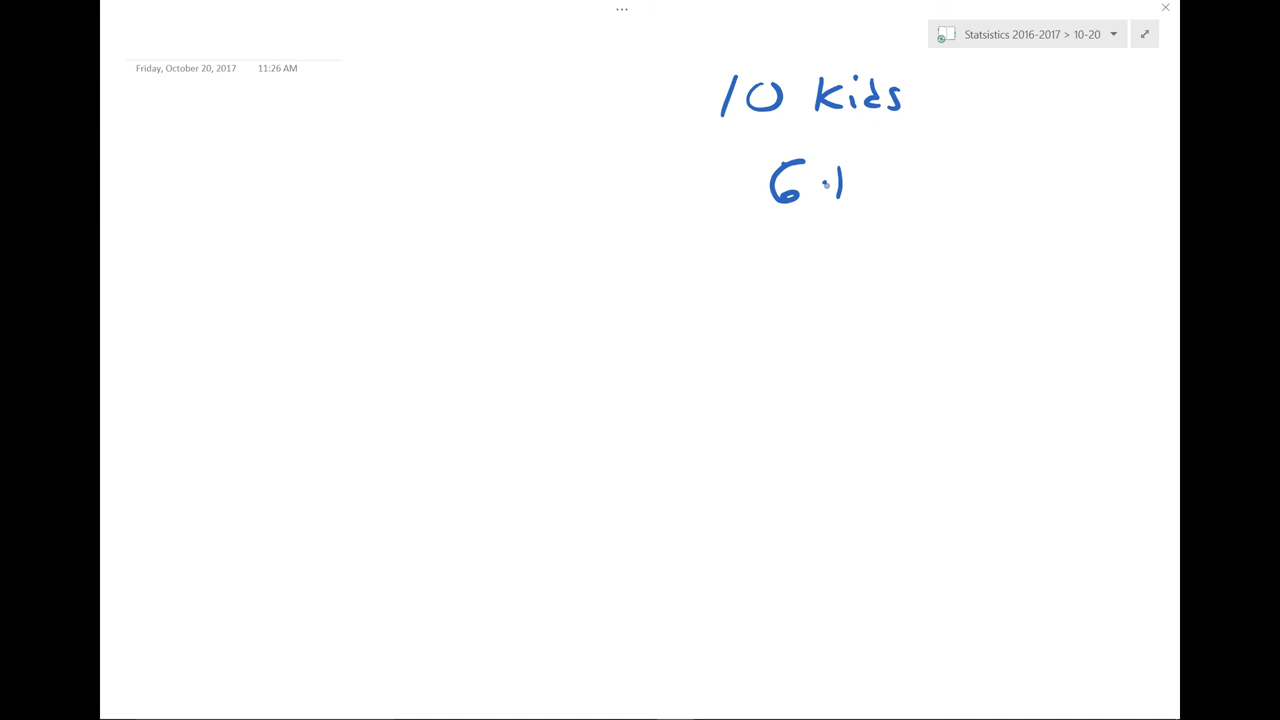 Statsistics 2016-2017 > 10-20
Friday, October 20, 2017 11:26 AM
10 kids
6.1